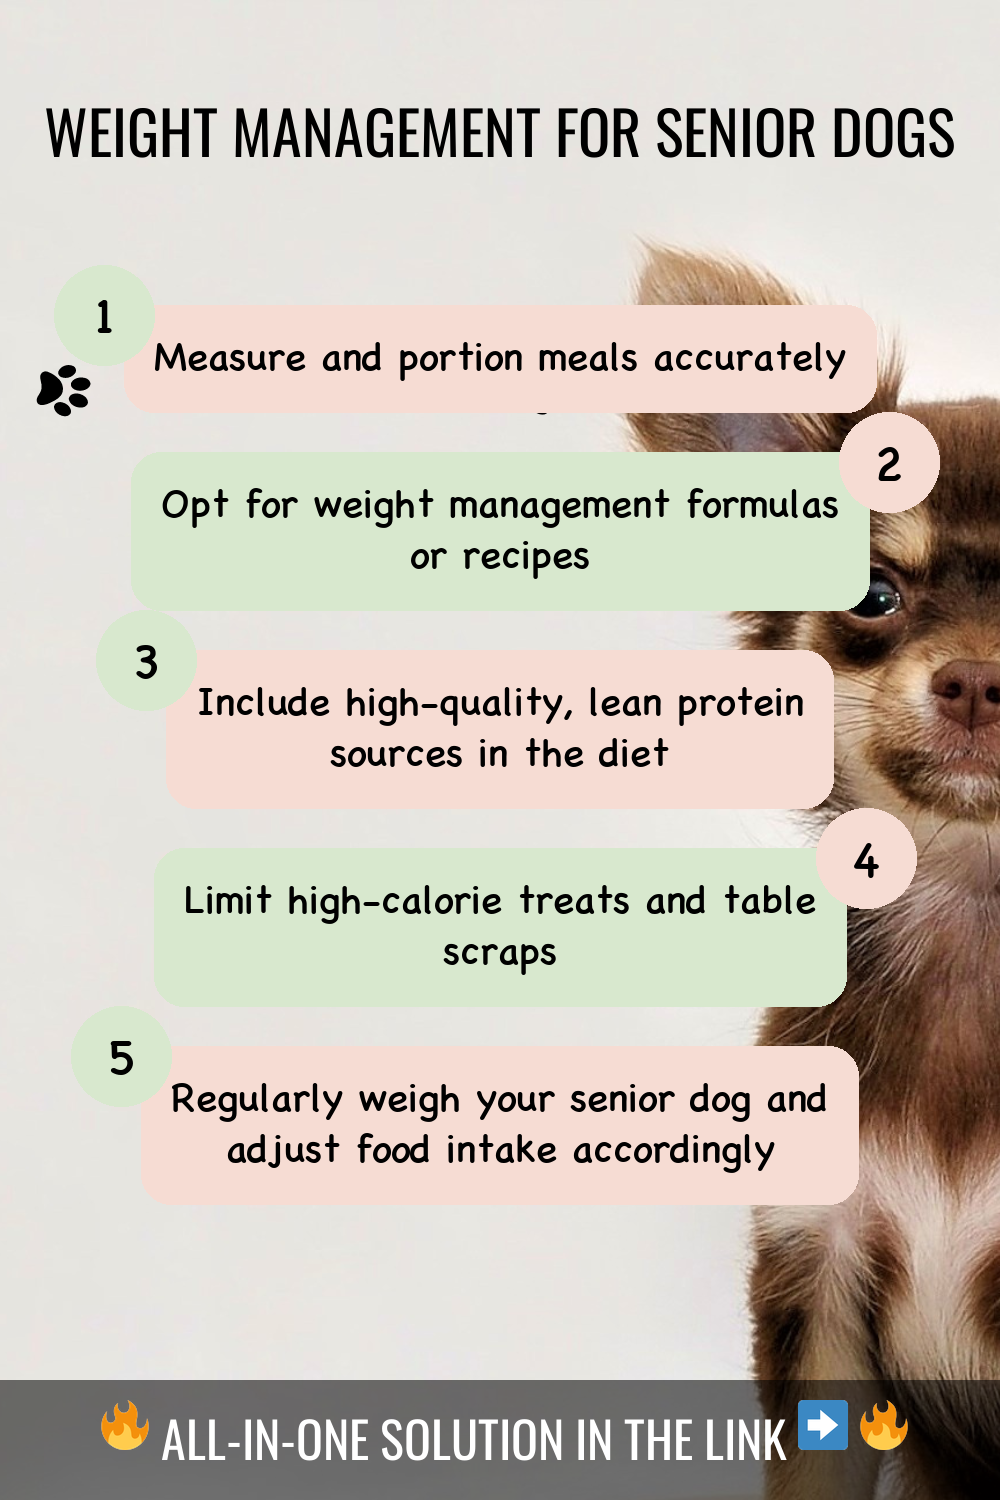 WEIGHT MANAGEMENT FOR SENIOR DOGS
1
Measure and portion meals accurately
2
Opt for weight management formulas
or recipes
3
Include high-quality, lean protein
sources in the diet
4
Limit high-calorie treats and table
scraps
5
Regularly weigh your senior dog and
adjust food intake accordingly
🔥 ALL-IN-ONE SOLUTION IN THE LINK ➡️ 🔥